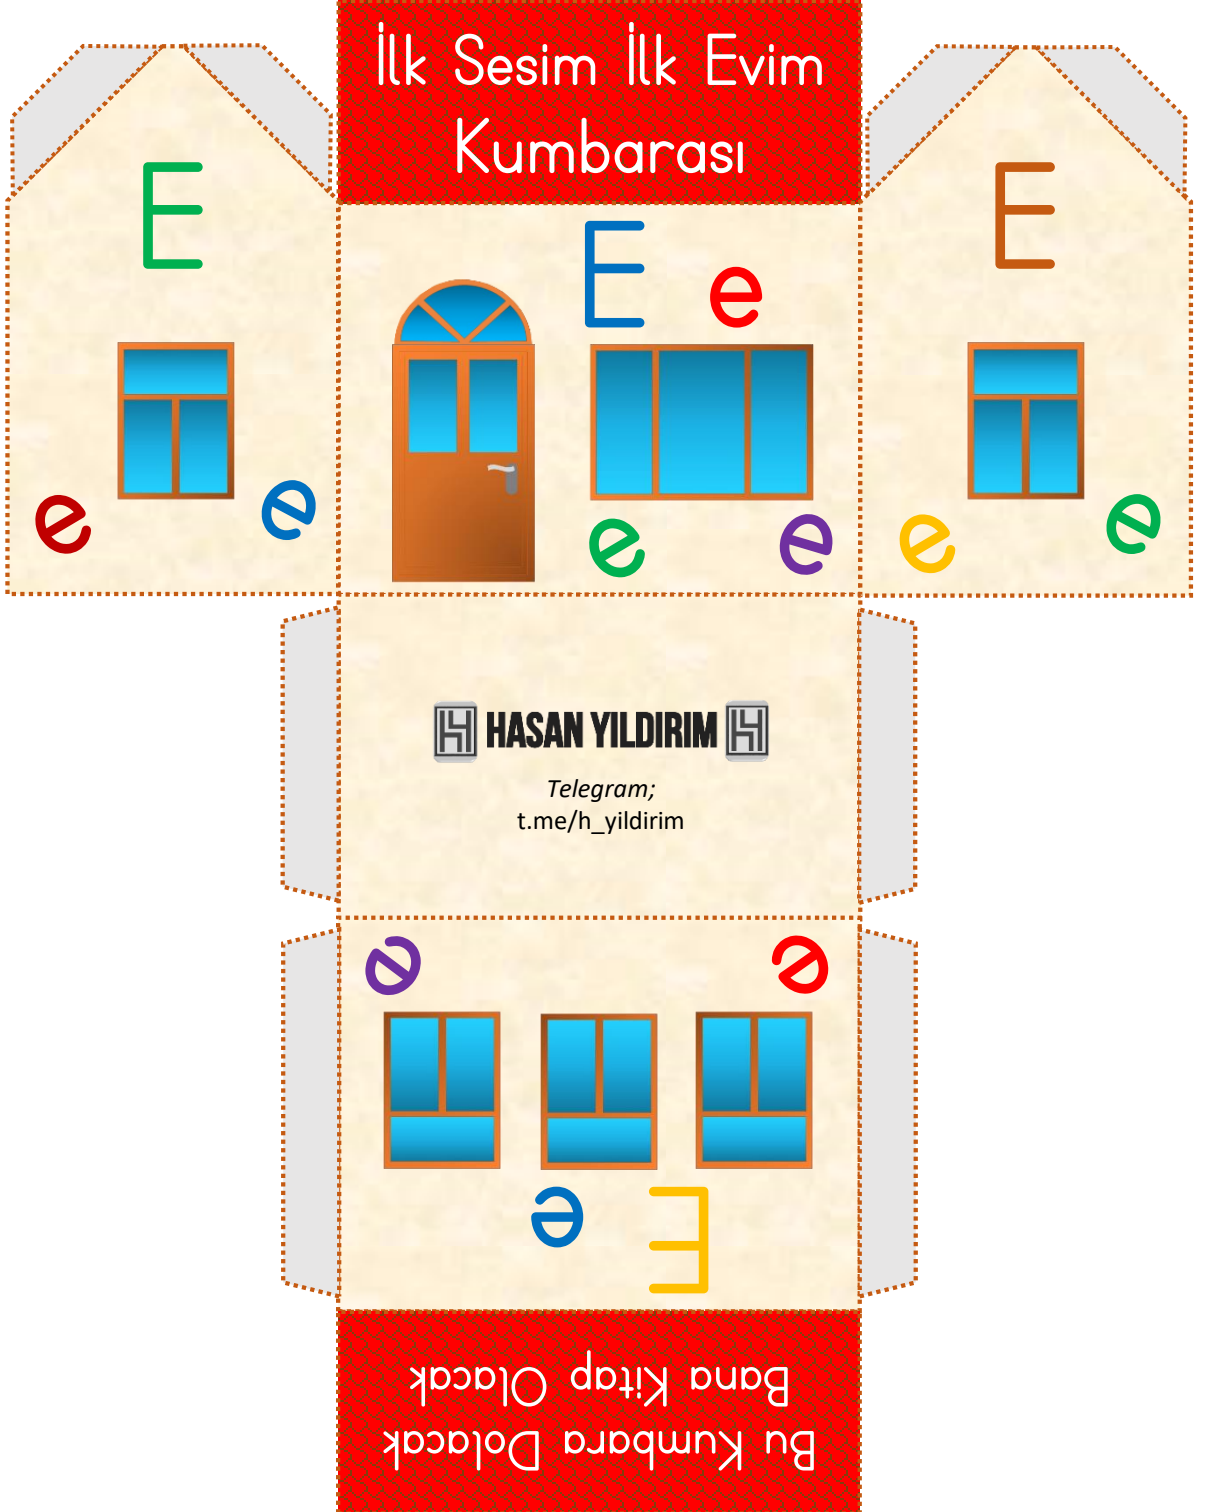 İlk Sesim İlk Evim
Kumbarası
E
E
E e
e
e
e
e
e
e
HASAN YILDIRIM
Telegram;
t.me/h_yildirim
e
e
E e
Bu Kumbara Dolacak
Bana Kitap Olacak